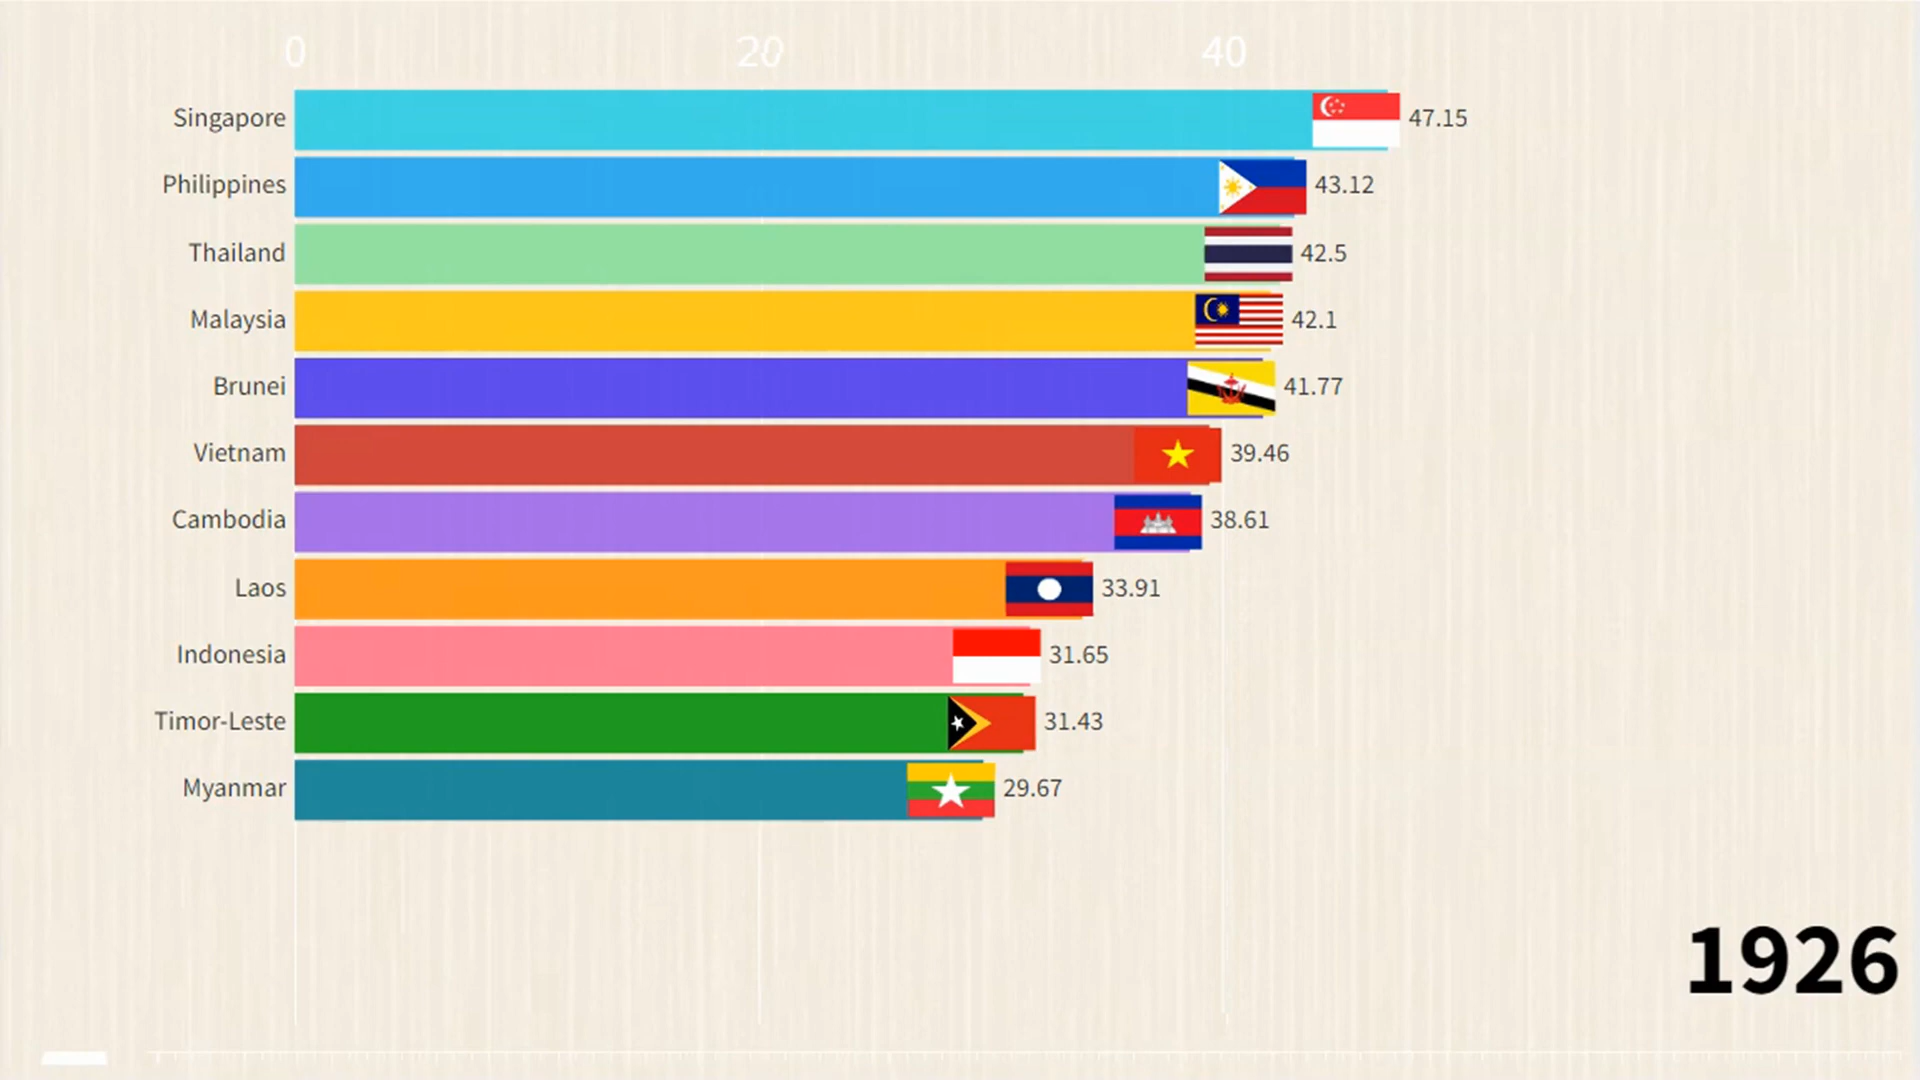 0 20 40
Singapore 47.15
Philippines 43.12
Thailand 42.5
Malaysia 42.1
Brunei 41.77
Vietnam 39.46
Cambodia 38.61
Laos 33.91
Indonesia 31.65
Timor-Leste 31.43
Myanmar 29.67
1926